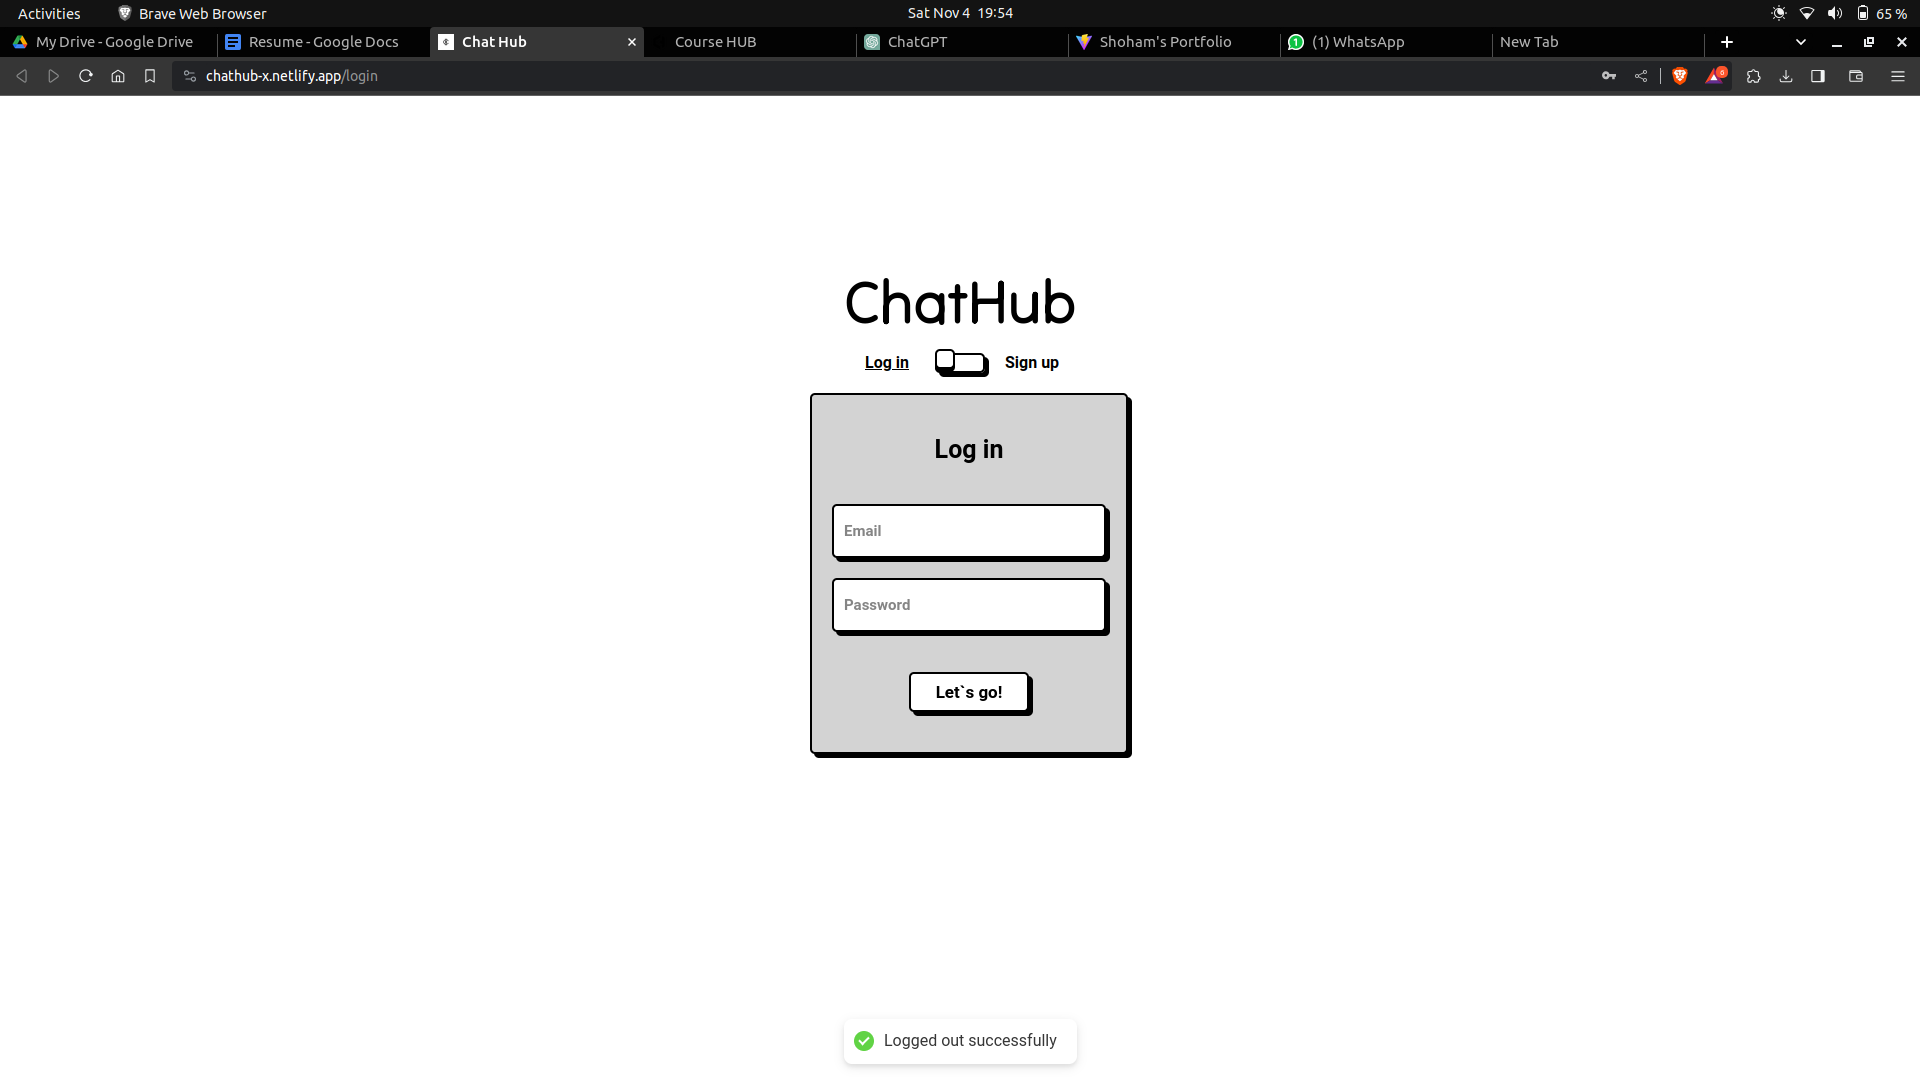 Activities Brave Web Browser Sat Nov 4 19:54 65 %
My Drive - Google Drive Resume - Google Docs Chat Hub Course HUB ChatGPT Shoham's Portfolio (1) WhatsApp New Tab
chathub-x.netlify.app/login
ChatHub
Log in Sign up
Log in
Email
Password
Let`s go!
Logged out successfully